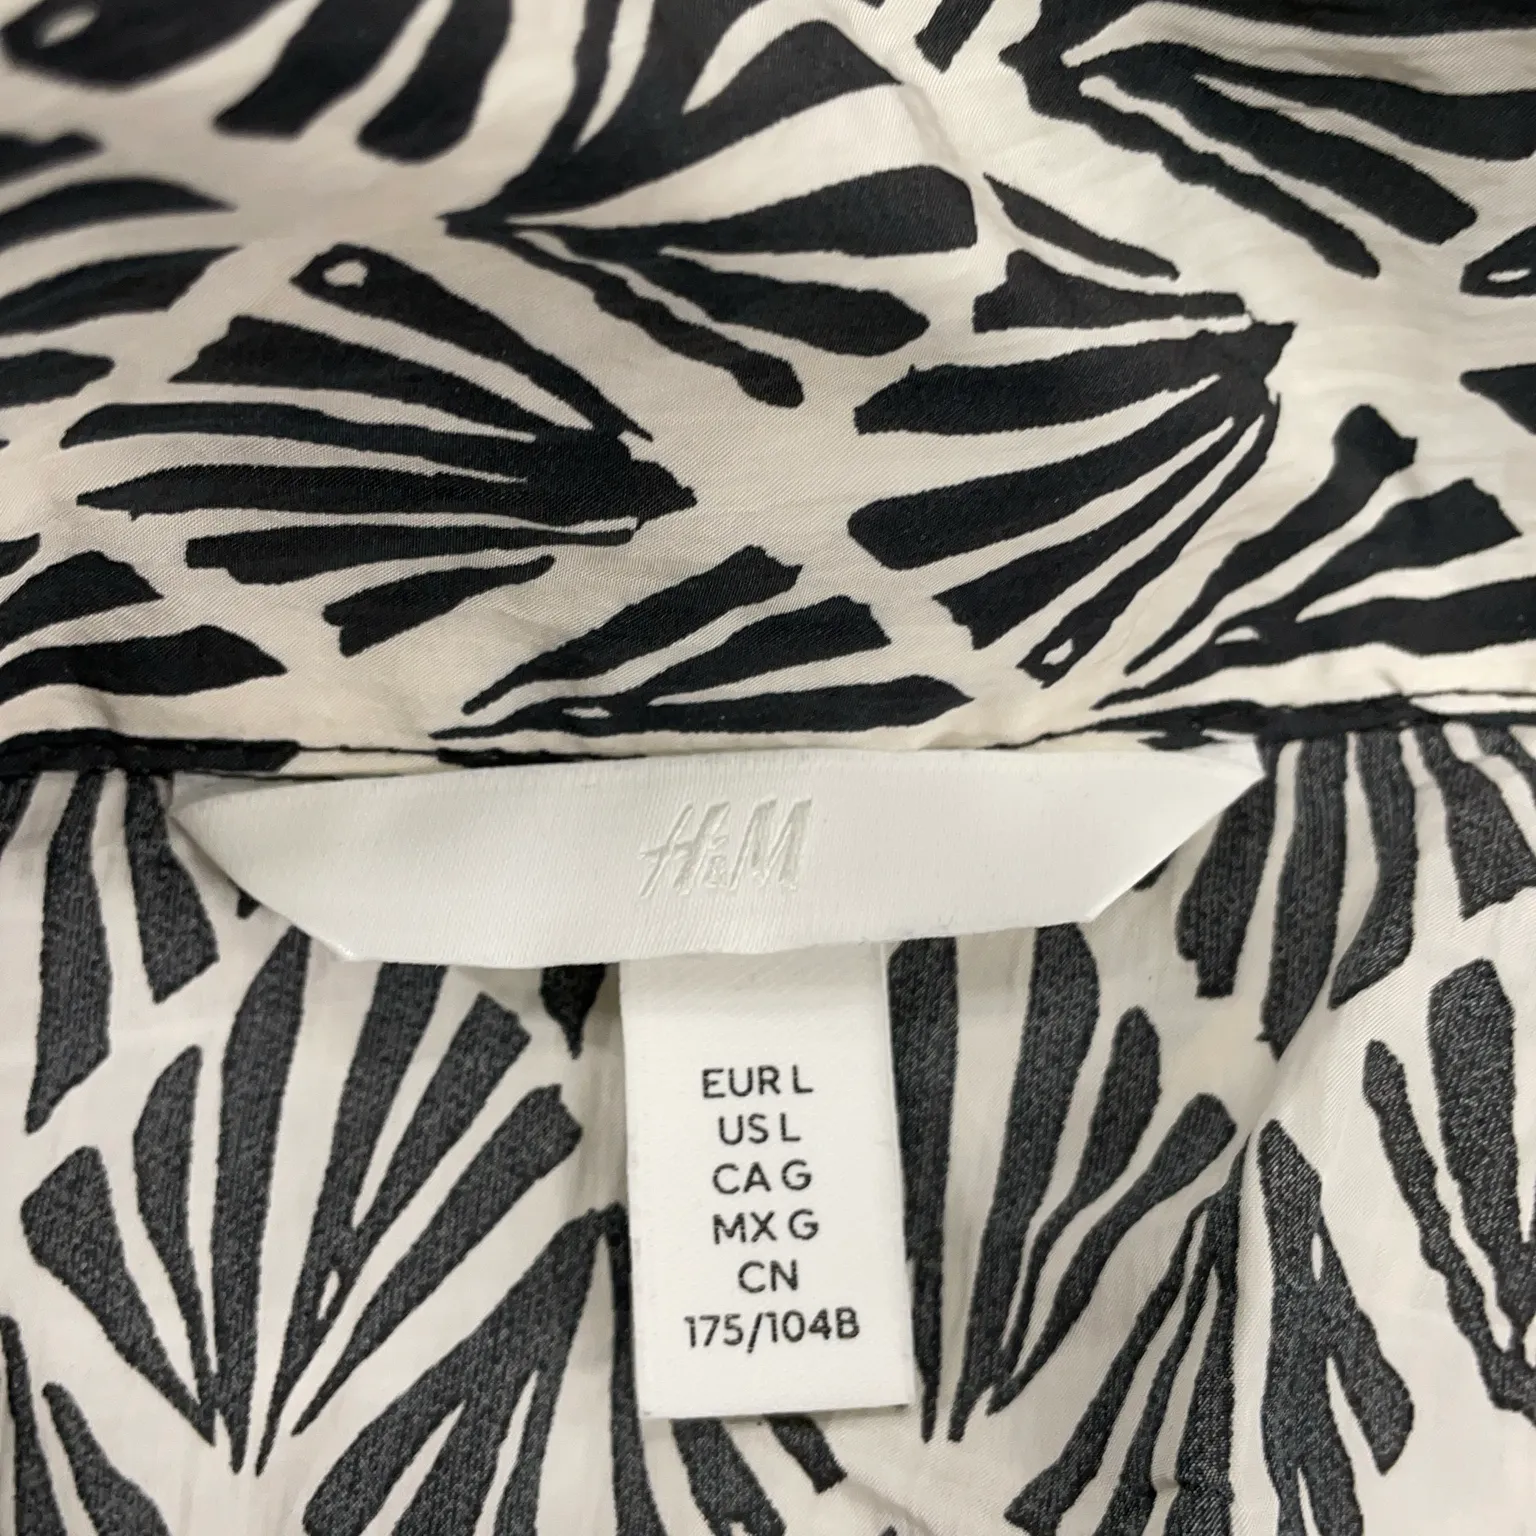 H&M
EUR L
US L
CA G
MX G
CN
175/104B